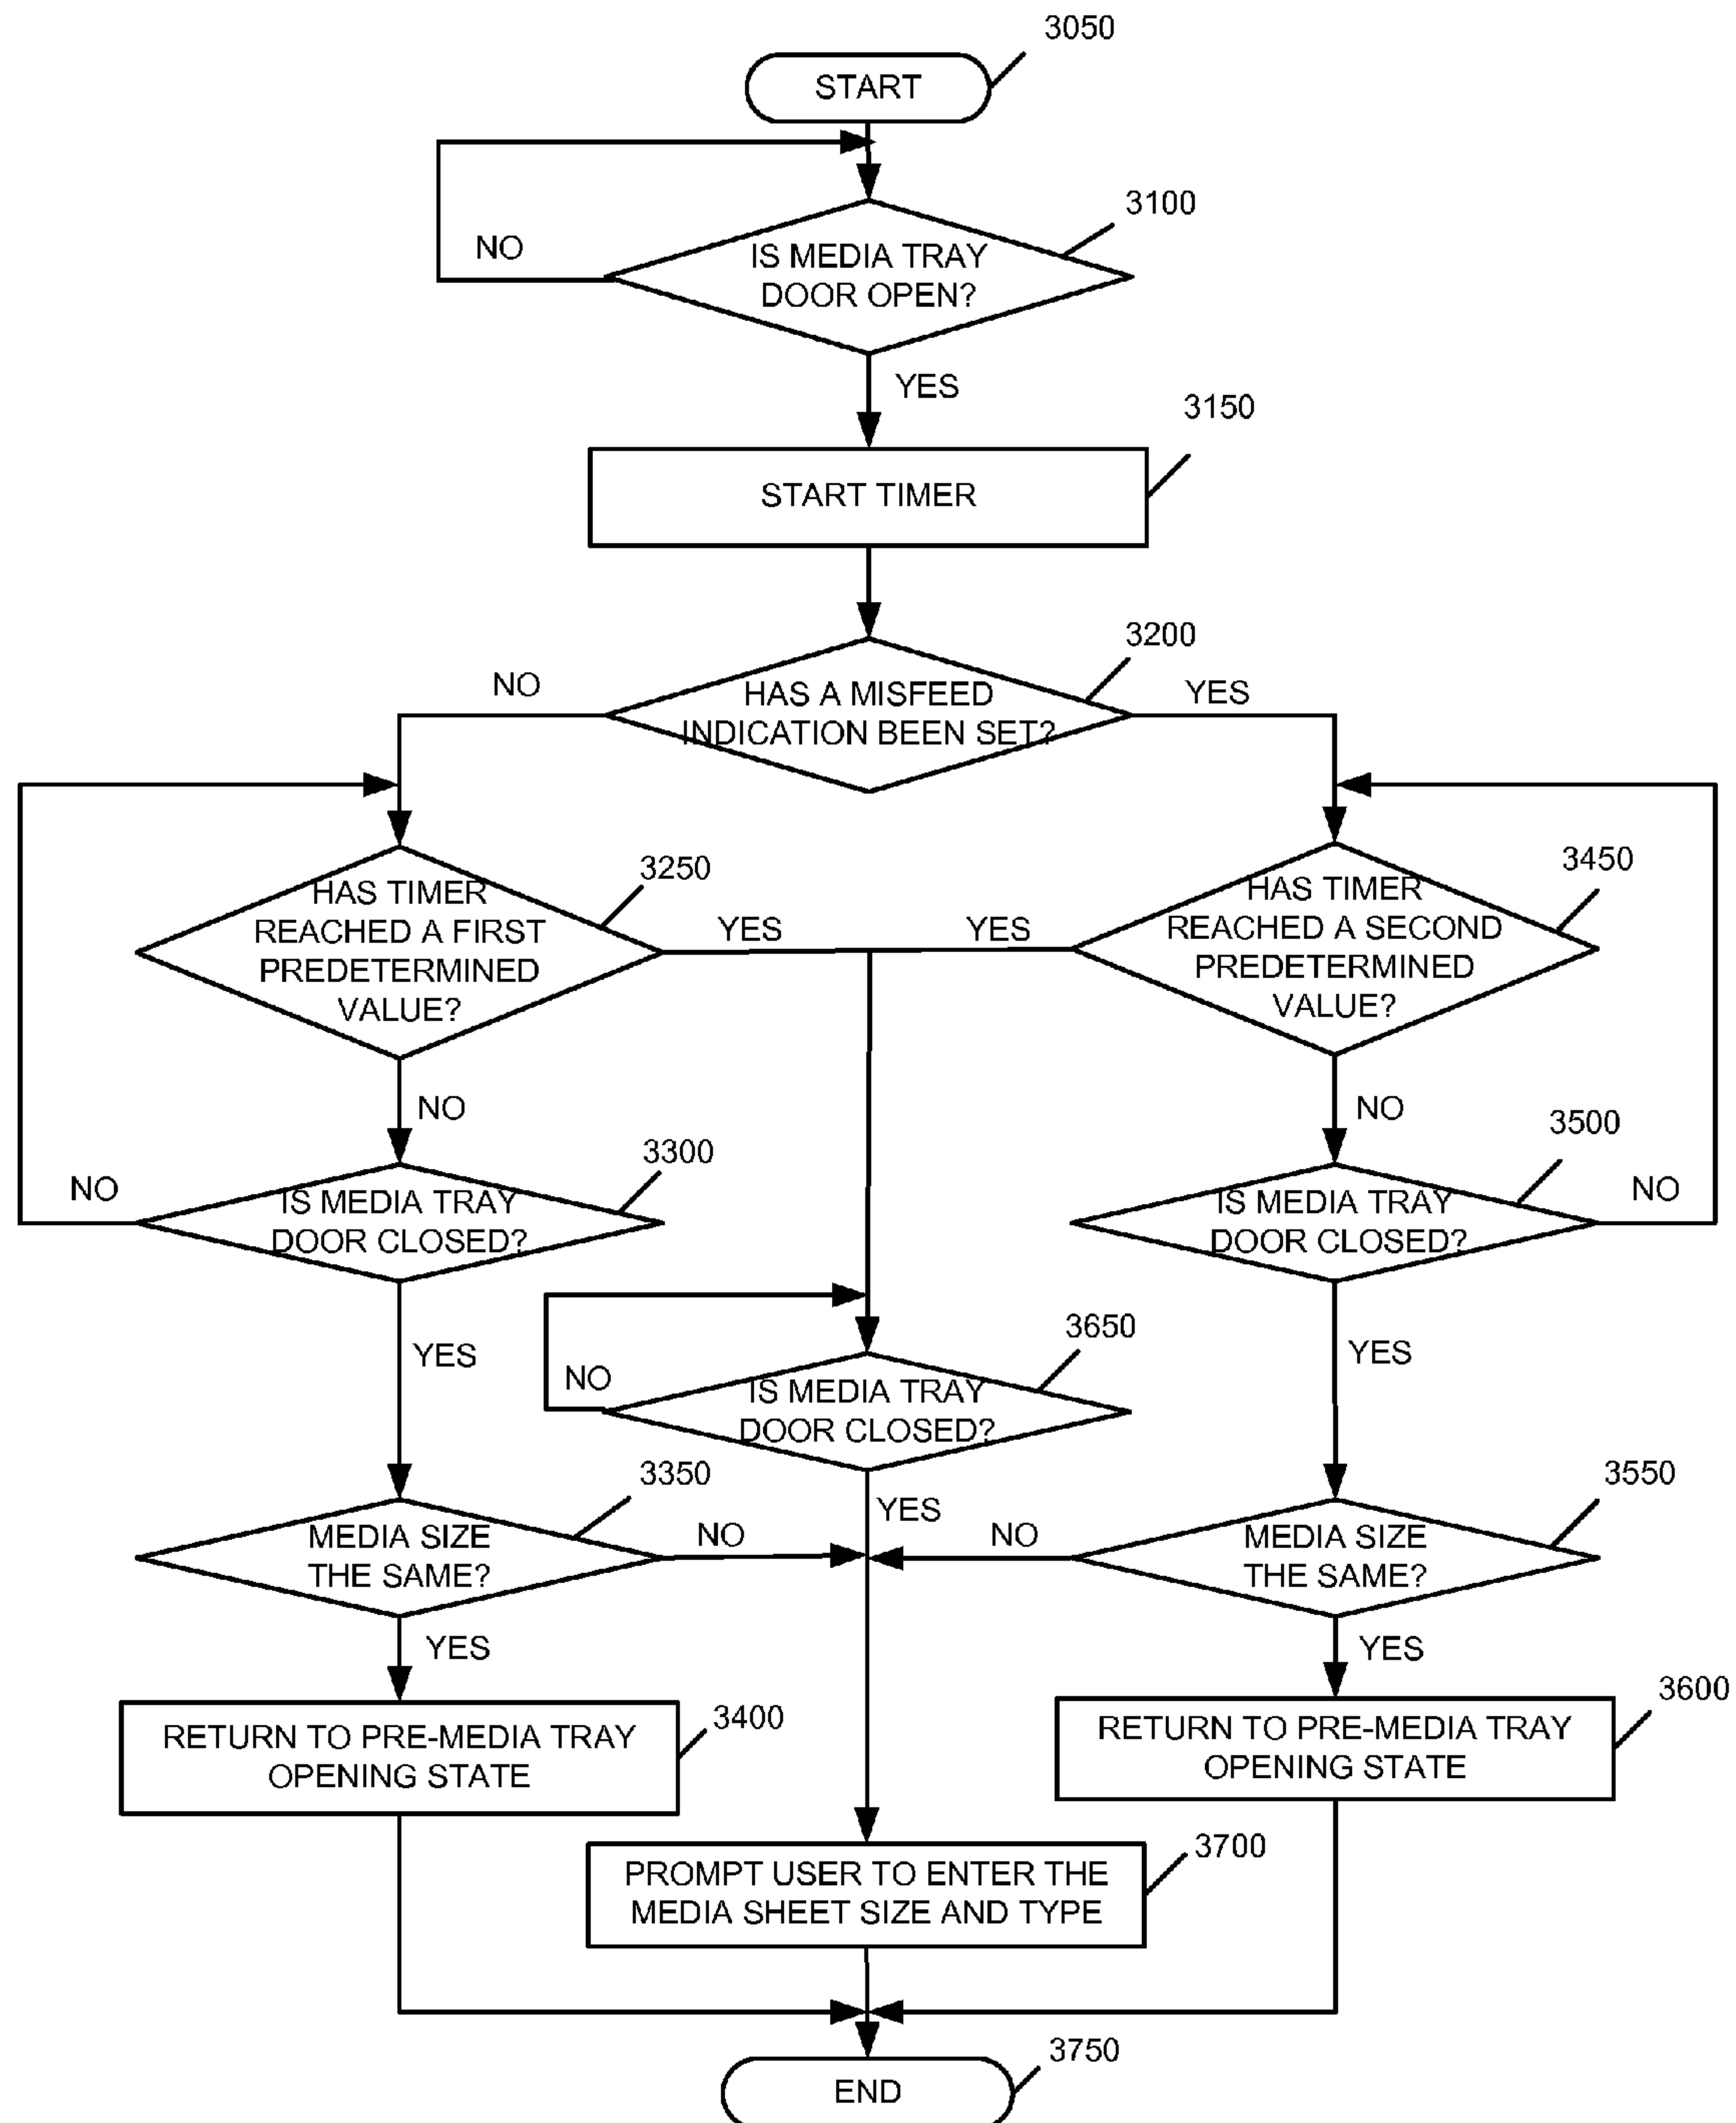 3050
START
3100
IS MEDIA TRAY
DOOR OPEN?
NO
YES
3150
START TIMER
3200
HAS A MISFEED
INDICATION BEEN SET?
NO
YES
3250
HAS TIMER
REACHED A FIRST
PREDETERMINED
VALUE?
YES
YES
3450
HAS TIMER
REACHED A SECOND
PREDETERMINED
VALUE?
NO
NO
3300
IS MEDIA TRAY
DOOR CLOSED?
NO
3500
IS MEDIA TRAY
DOOR CLOSED?
NO
YES
3650
IS MEDIA TRAY
DOOR CLOSED?
NO
YES
YES
3350
MEDIA SIZE
THE SAME?
NO
NO
3550
MEDIA SIZE
THE SAME?
YES
YES
3400
RETURN TO PRE-MEDIA TRAY
OPENING STATE
3600
RETURN TO PRE-MEDIA TRAY
OPENING STATE
3700
PROMPT USER TO ENTER THE
MEDIA SHEET SIZE AND TYPE
3750
END